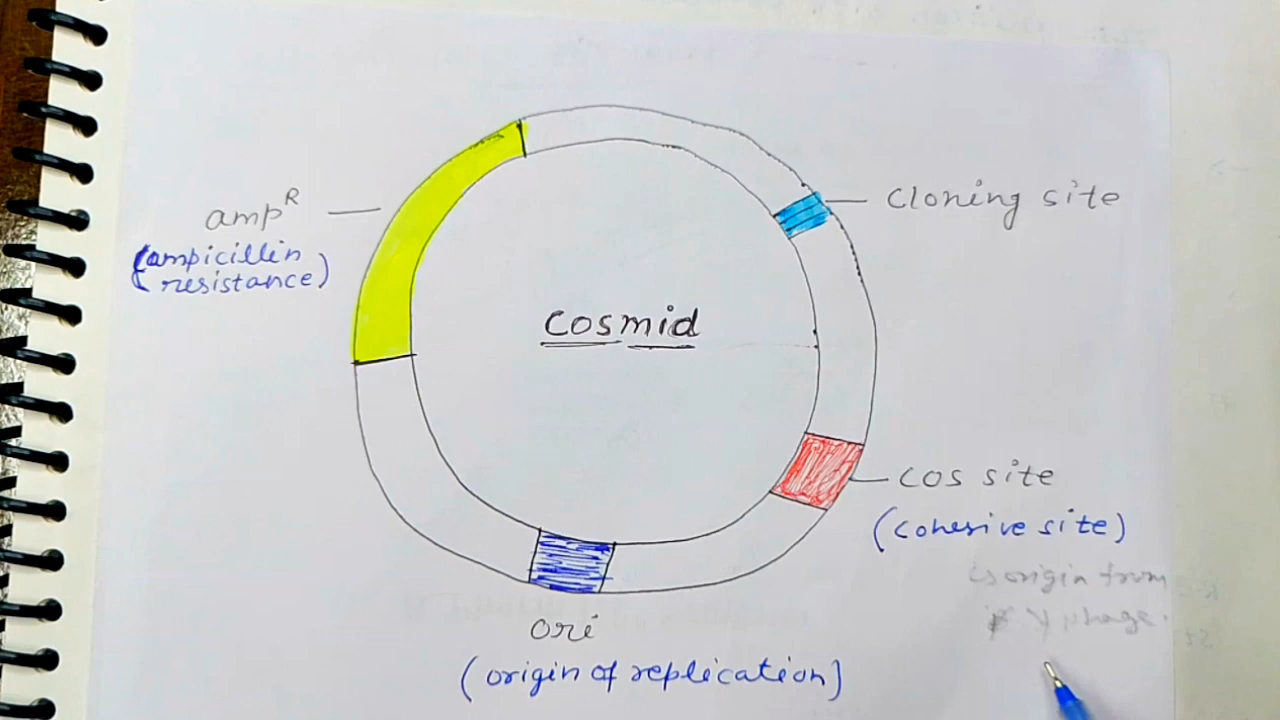 Cloning site
ampᴿ
(ampicillin
resistance)
Cosmid
cos site
(cohesive site)
origin from
phage.
ori
(origin of replication)